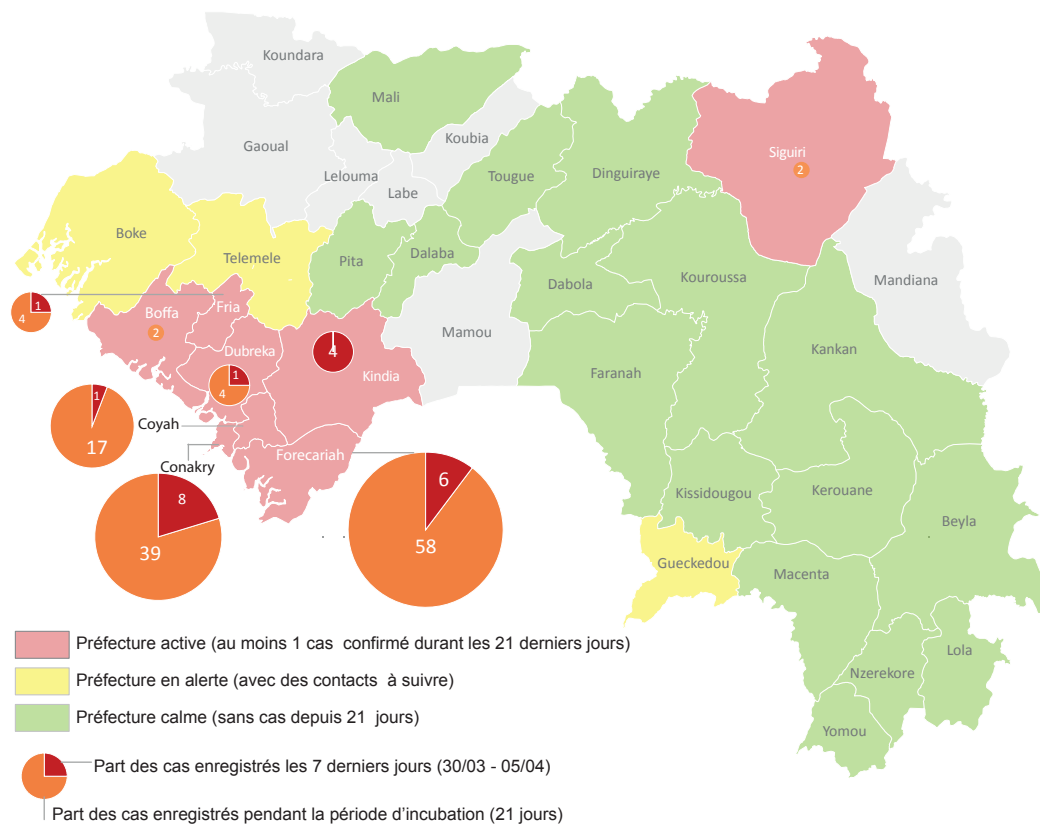 Koundara
Mali
Koubia
Gaoual
Siguiri
2
Lelouma
Tougue
Dinguiraye
Labe
Boke
Telemele
Dalaba
Pita
Kouroussa
Dabola
Mandiana
1
4
Boffa
2
Fria
Mamou
Kankan
Dubreka
4
Kindia
Faranah
1
4
1
17
Coyah
Conakry
Forecariah
6
58
8
39
Kissidougou
Kerouane
Beyla
Gueckedou
Macenta
Lola
Nzerekore
Yomou
Préfecture active (au moins 1 cas confirmé durant les 21 derniers jours)
Préfecture en alerte (avec des contacts à suivre)
Préfecture calme (sans cas depuis 21 jours)
Part des cas enregistrés les 7 derniers jours (30/03 - 05/04)
Part des cas enregistrés pendant la période d'incubation (21 jours)